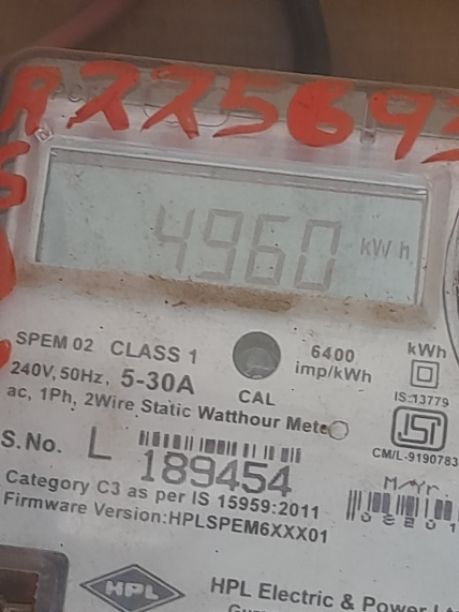 4960 kWh
SPEM 02 CLASS 1
6400
imp/kWh
kWh
240V, 50Hz, 5-30A
CAL
IS:13779
ac, 1Ph, 2Wire Static Watthour Meter
ISI
CM/L-9190783
S.No. L 189454
M/Yr.
Category C3 as per IS 15959:2011
Firmware Version:HPLSPEM6XXX01
HPL
HPL Electric & Power